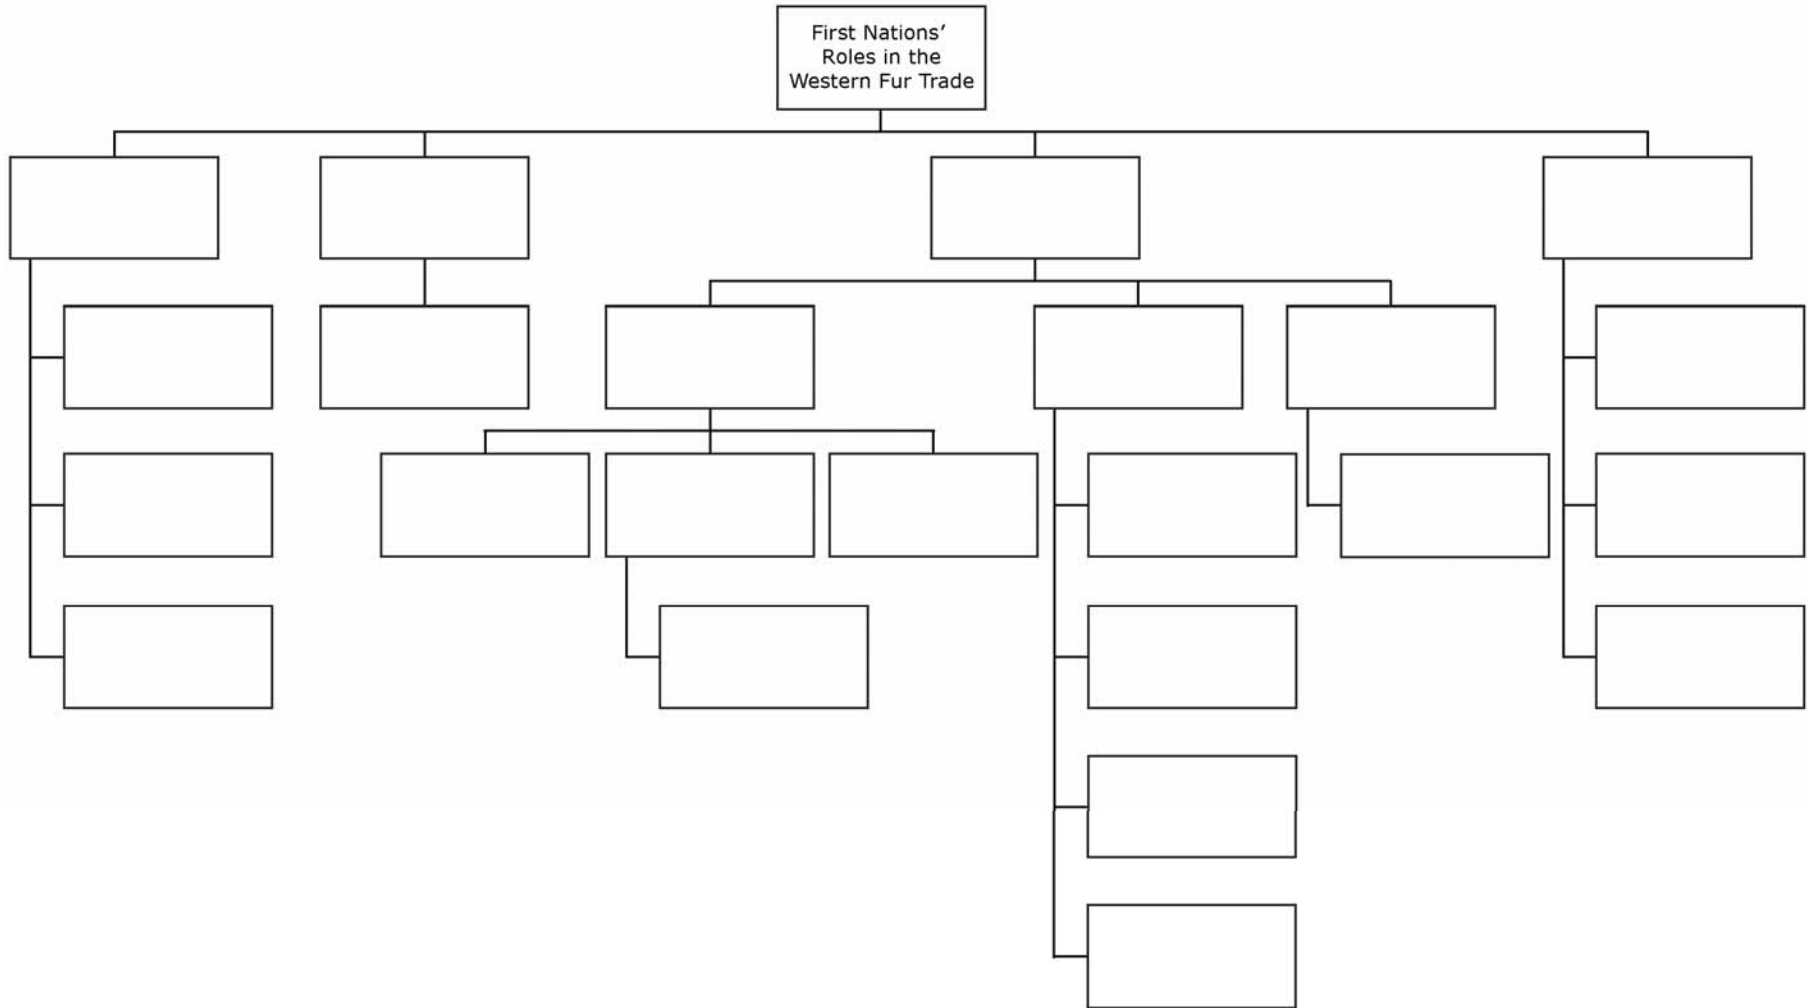 First Nations’
Roles in the
Western Fur Trade